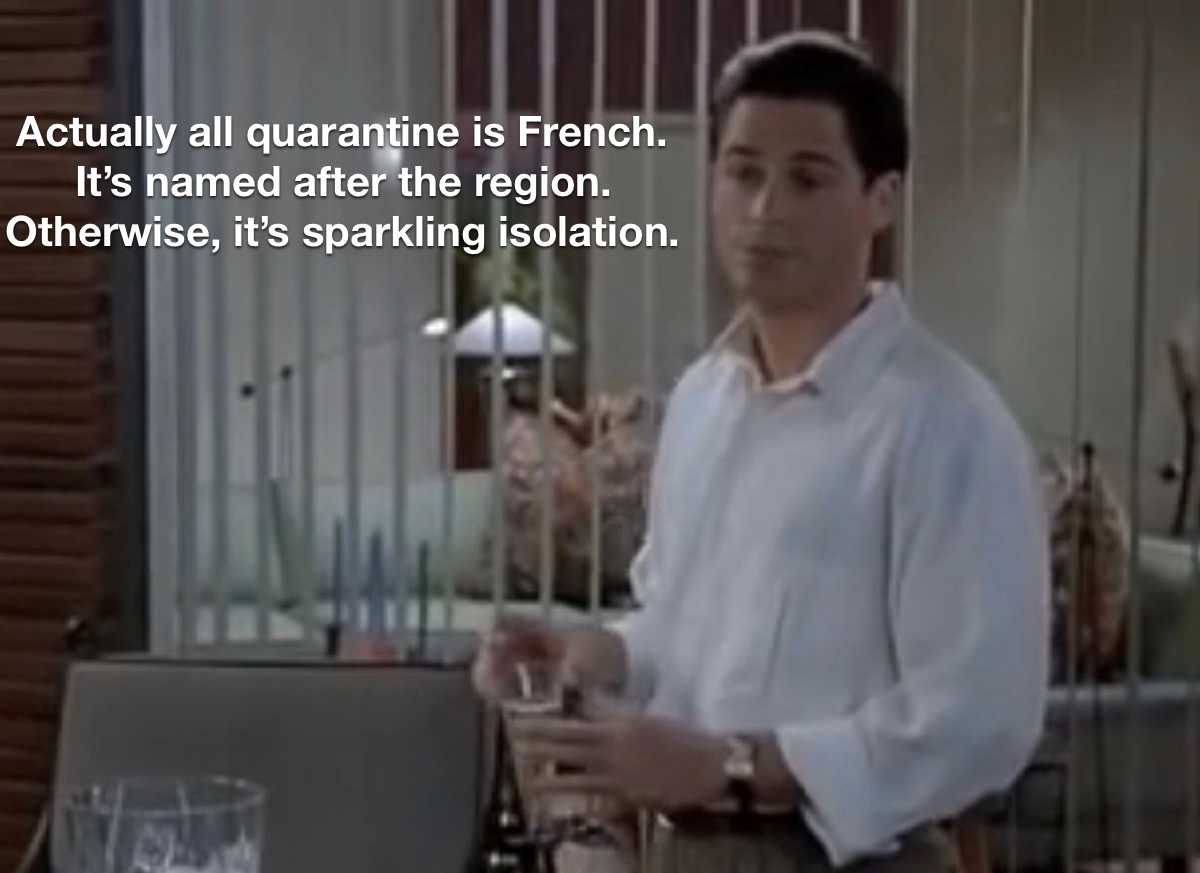 Actually all quarantine is French.
It’s named after the region.
Otherwise, it’s sparkling isolation.